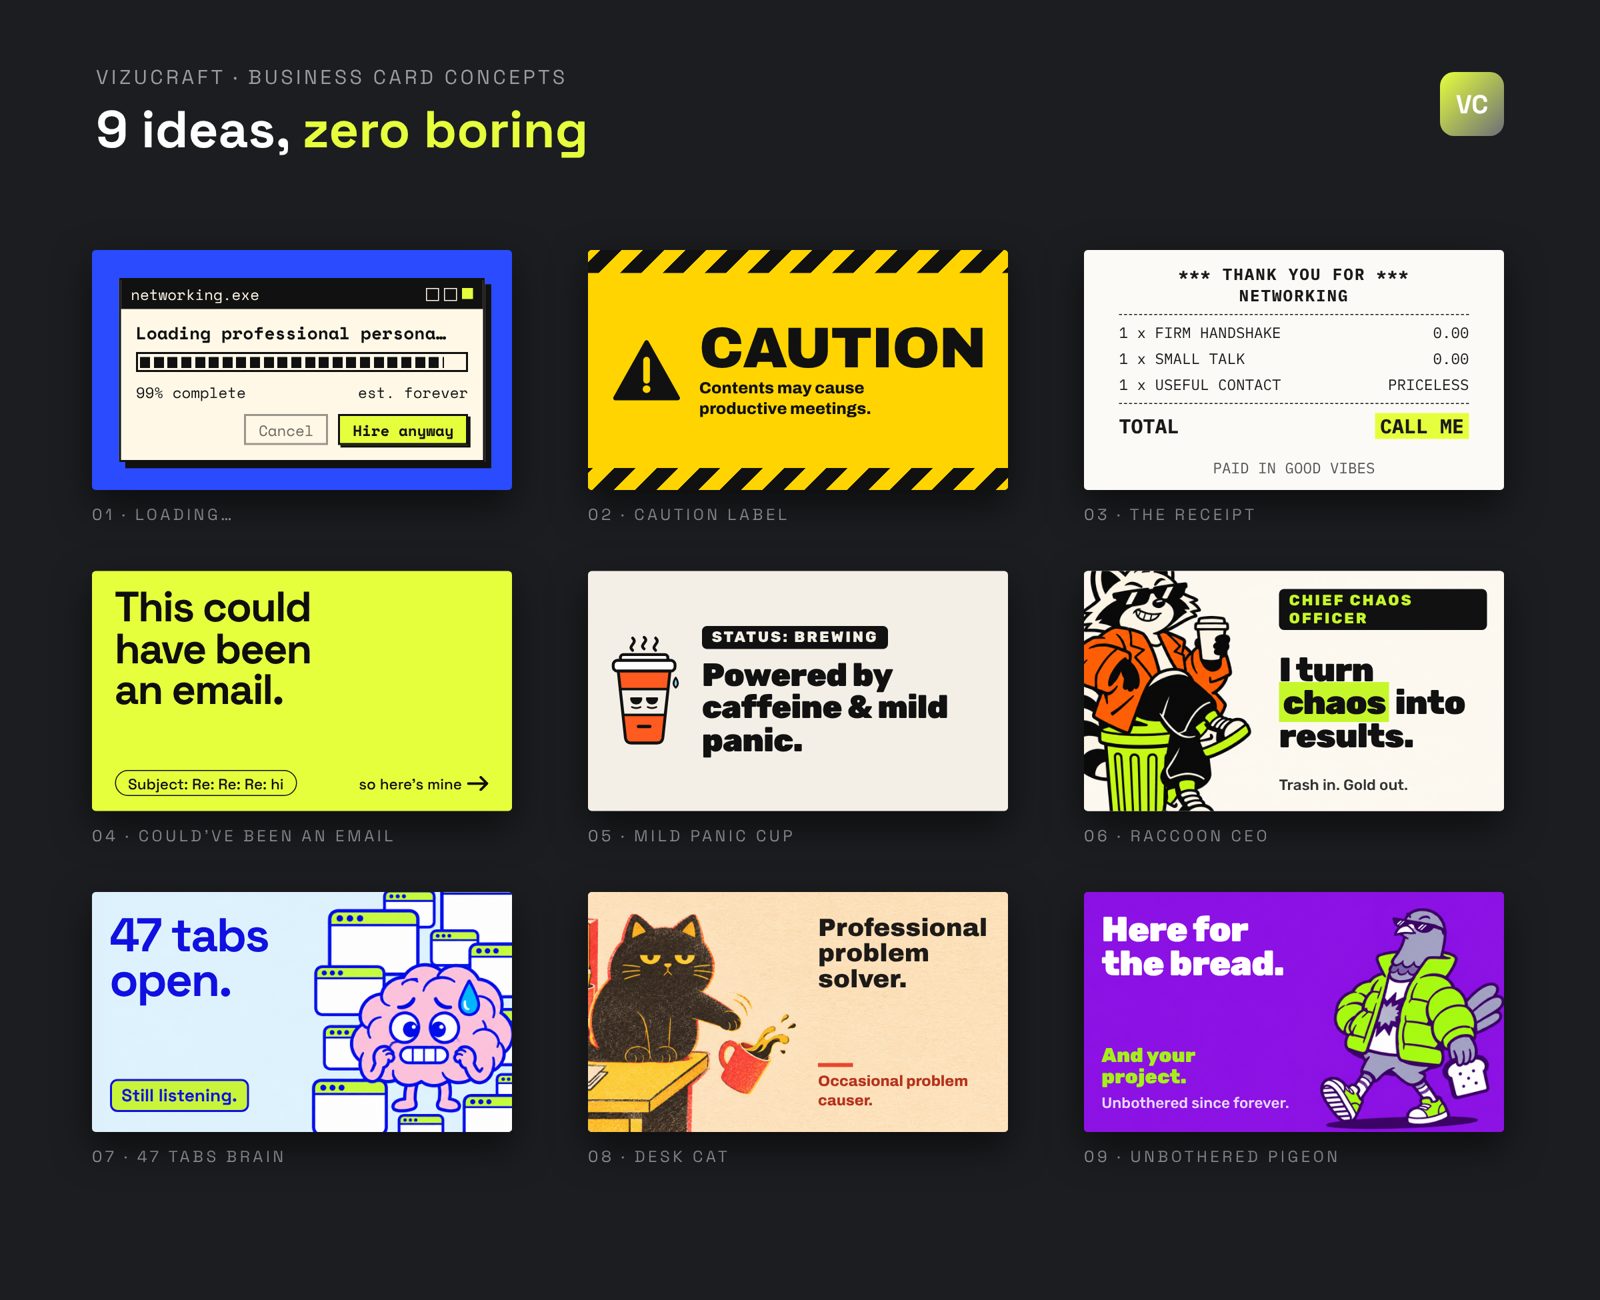 VIZUCRAFT · BUSINESS CARD CONCEPTS
9 ideas, zero boring
VC
networking.exe
Loading professional persona…
99% complete est. forever
Cancel Hire anyway
01 · LOADING…
CAUTION
Contents may cause
productive meetings.
02 · CAUTION LABEL
*** THANK YOU FOR ***
NETWORKING
1 x FIRM HANDSHAKE 0.00
1 x SMALL TALK 0.00
1 x USEFUL CONTACT PRICELESS
TOTAL CALL ME
PAID IN GOOD VIBES
03 · THE RECEIPT
This could
have been
an email.
Subject: Re: Re: Re: hi so here's mine →
04 · COULD'VE BEEN AN EMAIL
STATUS: BREWING
Powered by
caffeine & mild
panic.
05 · MILD PANIC CUP
CHIEF CHAOS
OFFICER
I turn
chaos into
results.
Trash in. Gold out.
06 · RACCOON CEO
47 tabs
open.
Still listening.
07 · 47 TABS BRAIN
Professional
problem
solver.
Occasional problem
causer.
08 · DESK CAT
Here for
the bread.
And your
project.
Unbothered since forever.
09 · UNBOTHERED PIGEON